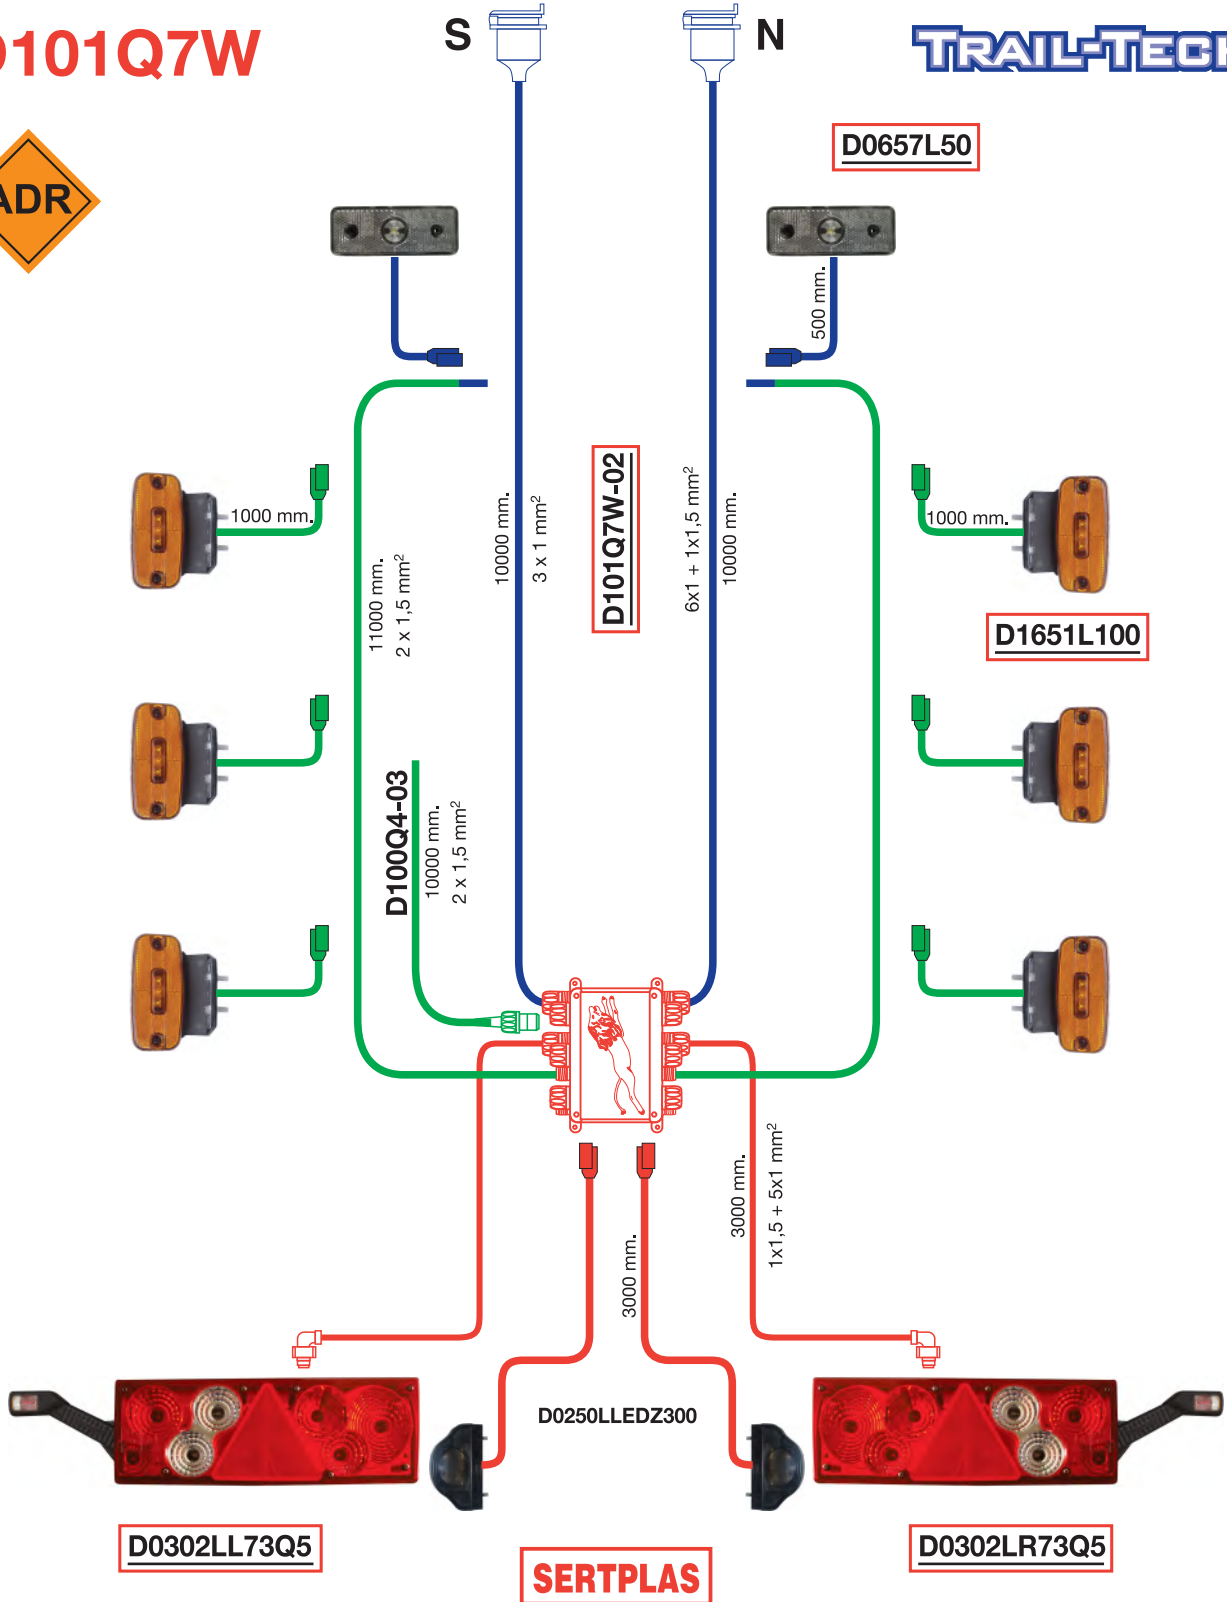 D101Q7W
S
N
TRAIL-TECH
ADR
D0657L50
500 mm.
1000 mm.
1000 mm.
11000 mm.
2 x 1,5 mm²
10000 mm.
3 x 1 mm²
D101Q7W-02
6x1 + 1x1,5 mm²
10000 mm.
D1651L100
D100Q4-03
10000 mm.
2 x 1,5 mm²
3000 mm.
3000 mm.
1x1,5 + 5x1 mm²
D0250LLEDZ300
D0302LL73Q5
D0302LR73Q5
SERTPLAS